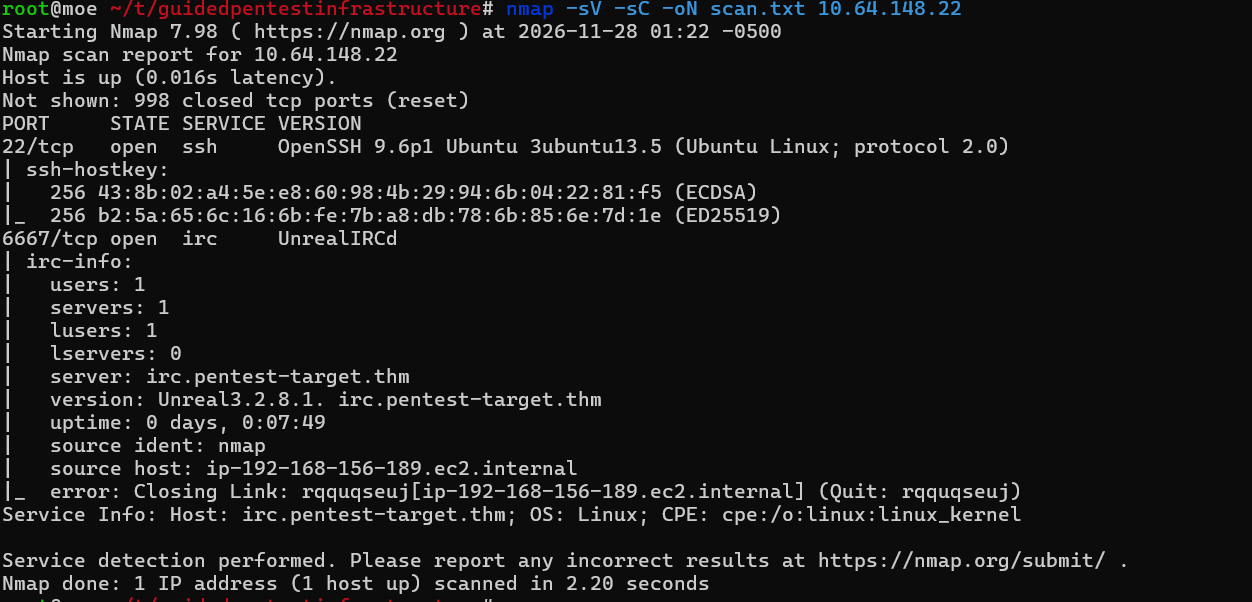 root@moe ~/t/guidedpentestinfrastructure# nmap -sV -sC -oN scan.txt 10.64.148.22
Starting Nmap 7.98 ( https://nmap.org ) at 2026-11-28 01:22 -0500
Nmap scan report for 10.64.148.22
Host is up (0.016s latency).
Not shown: 998 closed tcp ports (reset)
PORT     STATE SERVICE VERSION
22/tcp   open  ssh     OpenSSH 9.6p1 Ubuntu 3ubuntu13.5 (Ubuntu Linux; protocol 2.0)
| ssh-hostkey:
|   256 43:8b:02:a4:5e:e8:60:98:4b:29:94:6b:04:22:81:f5 (ECDSA)
|_  256 b2:5a:65:6c:16:6b:fe:7b:a8:db:78:6b:85:6e:7d:1e (ED25519)
6667/tcp open  irc     UnrealIRCd
| irc-info:
|   users: 1
|   servers: 1
|   lusers: 1
|   lservers: 0
|   server: irc.pentest-target.thm
|   version: Unreal3.2.8.1. irc.pentest-target.thm
|   uptime: 0 days, 0:07:49
|   source ident: nmap
|   source host: ip-192-168-156-189.ec2.internal
|_  error: Closing Link: rqquqseuj[ip-192-168-156-189.ec2.internal] (Quit: rqquqseuj)
Service Info: Host: irc.pentest-target.thm; OS: Linux; CPE: cpe:/o:linux:linux_kernel

Service detection performed. Please report any incorrect results at https://nmap.org/submit/ .
Nmap done: 1 IP address (1 host up) scanned in 2.20 seconds